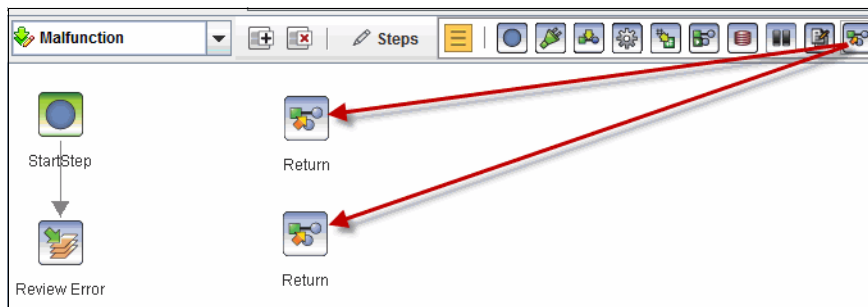 Malfunction
Steps
StartStep
Return
Review Error
Return